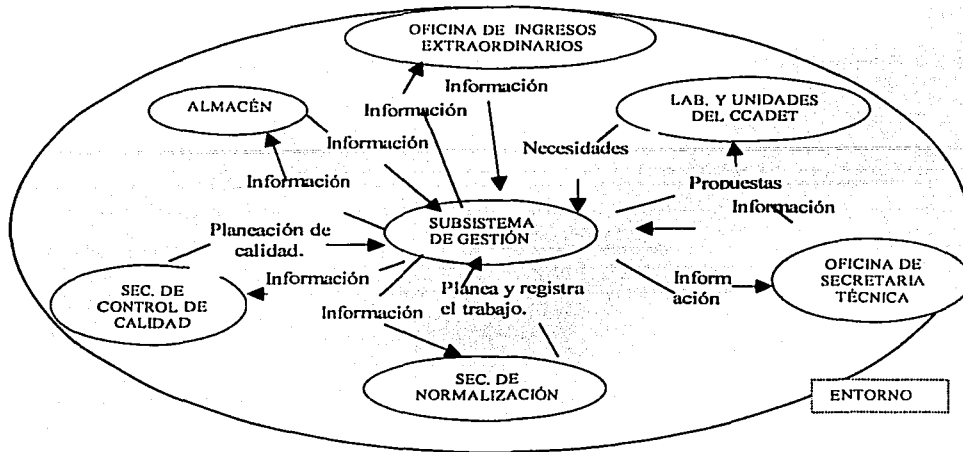 OFICINA DE INGRESOS
EXTRAORDINARIOS
Información
Información
ALMACÉN
Información
Información
LAB. Y UNIDADES
DEL CCADET
Necesidades
Propuestas
Información
SUBSISTEMA
DE GESTIÓN
Planeación de
calidad.
Información
SEC. DE
CONTROL DE
CALIDAD
Información
Planea y registra
el trabajo.
Inform
ación
OFICINA DE
SECRETARIA
TÉCNICA
SEC. DE
NORMALIZACIÓN
ENTORNO